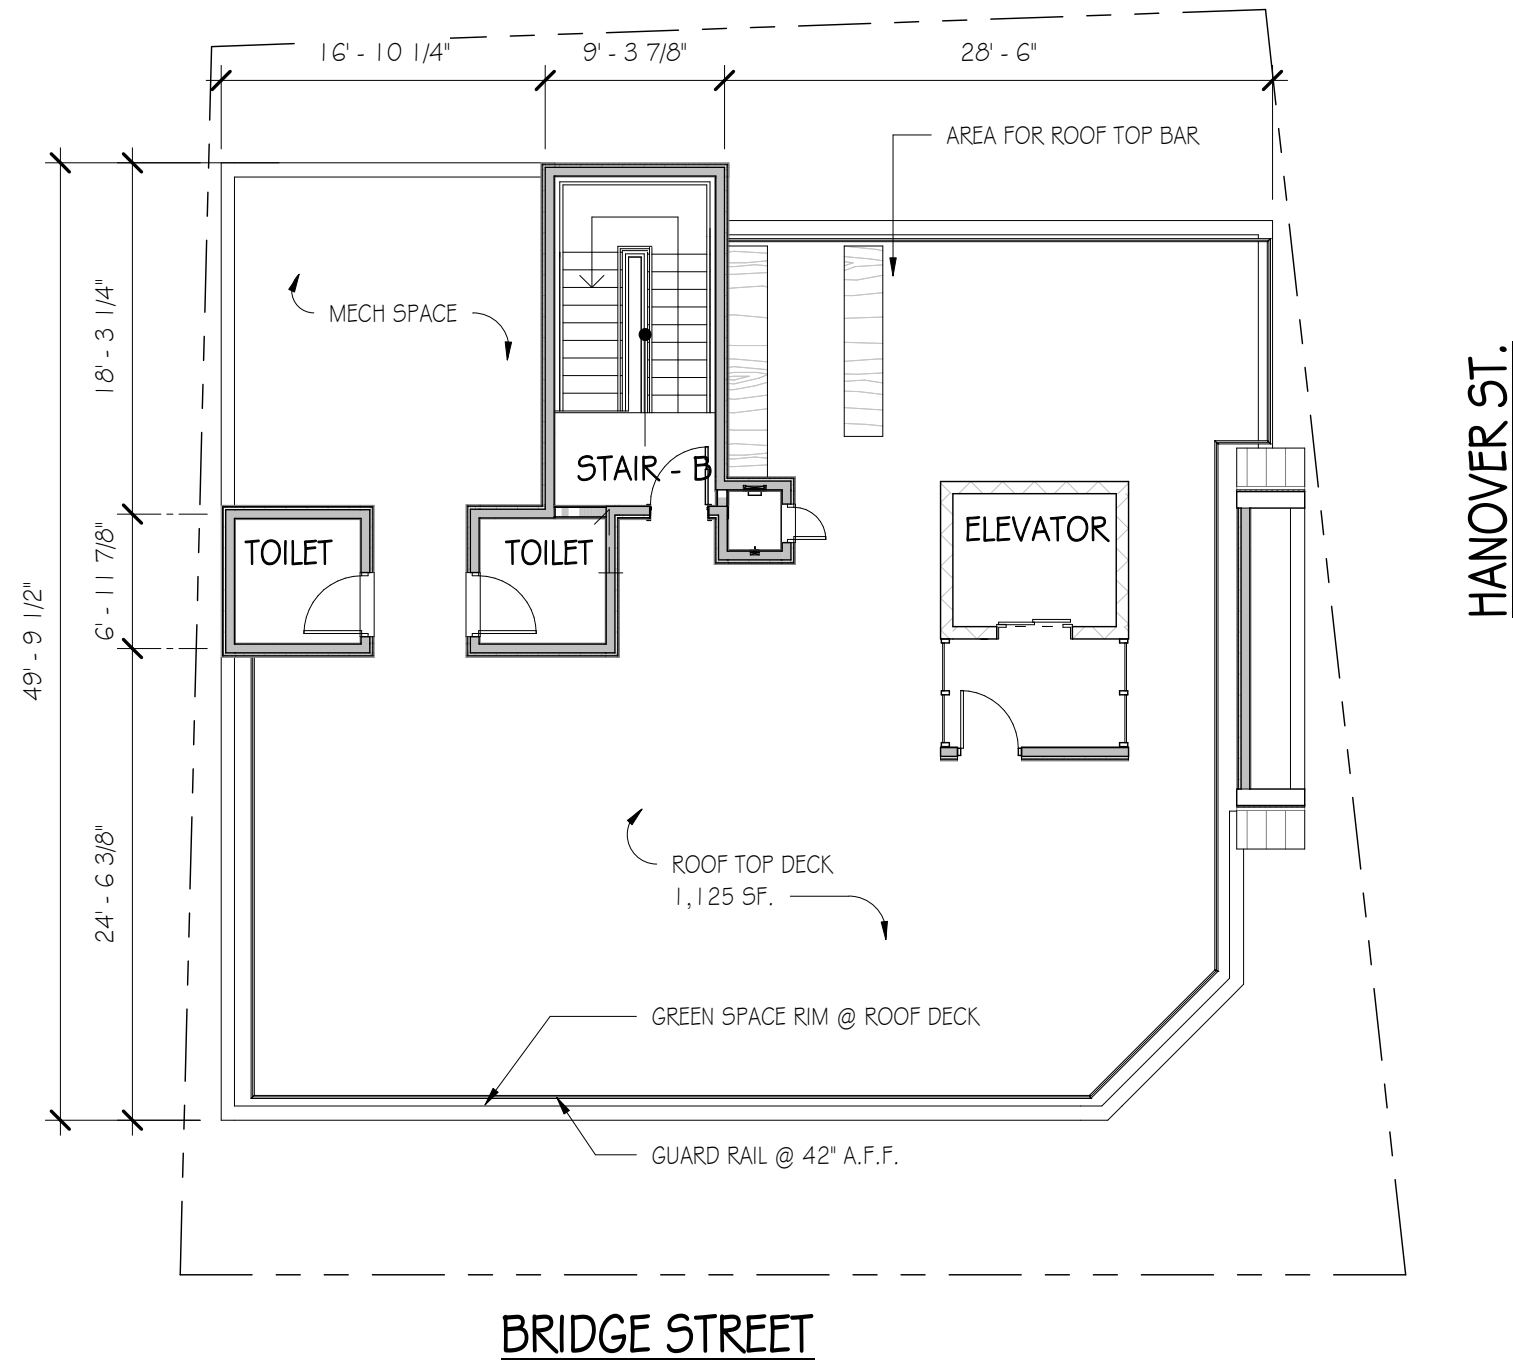 16' - 10 1/4"
9' - 3 7/8"
28' - 6"
AREA FOR ROOF TOP BAR
18' - 3 1/4"
MECH SPACE
HANOVER ST.
STAIR - B
6' - 11 7/8"
TOILET
TOILET
ELEVATOR
49' - 9 1/2"
24' - 6 3/8"
ROOF TOP DECK
1,125 SF.
GREEN SPACE RIM @ ROOF DECK
GUARD RAIL @ 42" A.F.F.
BRIDGE STREET